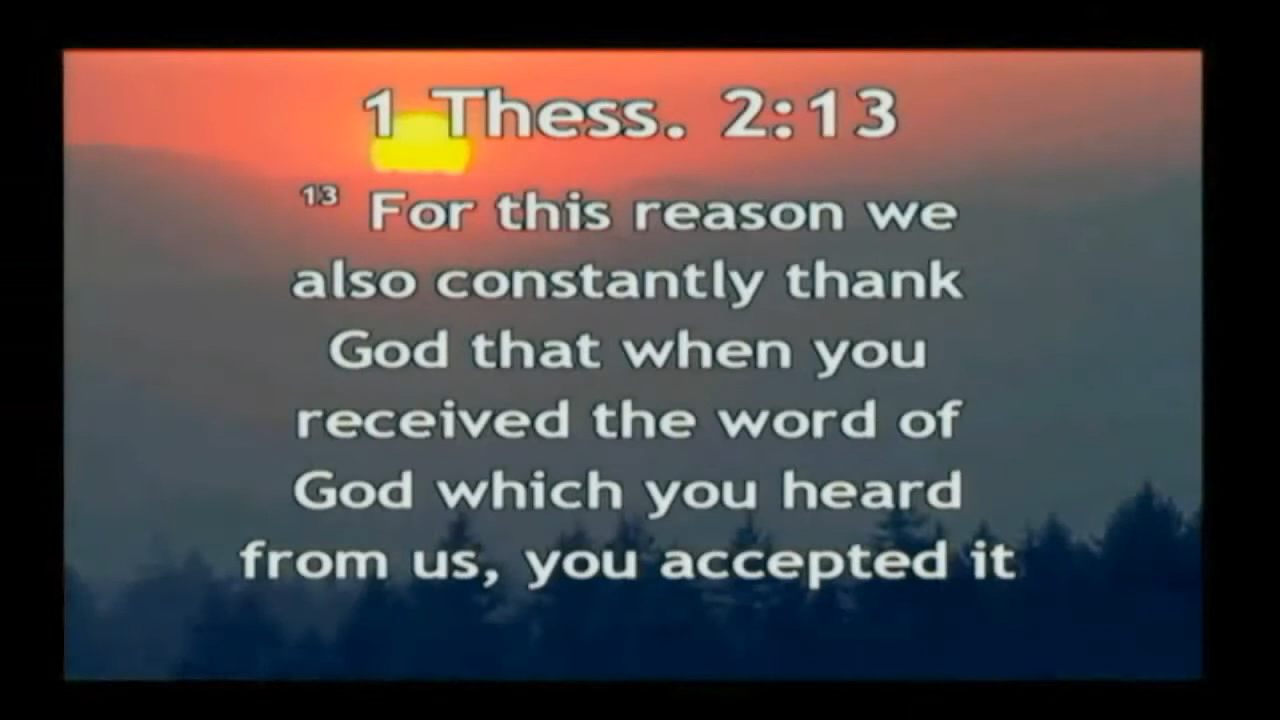 1 Thess. 2:13
13 For this reason we
also constantly thank
God that when you
received the word of
God which you heard
from us, you accepted it